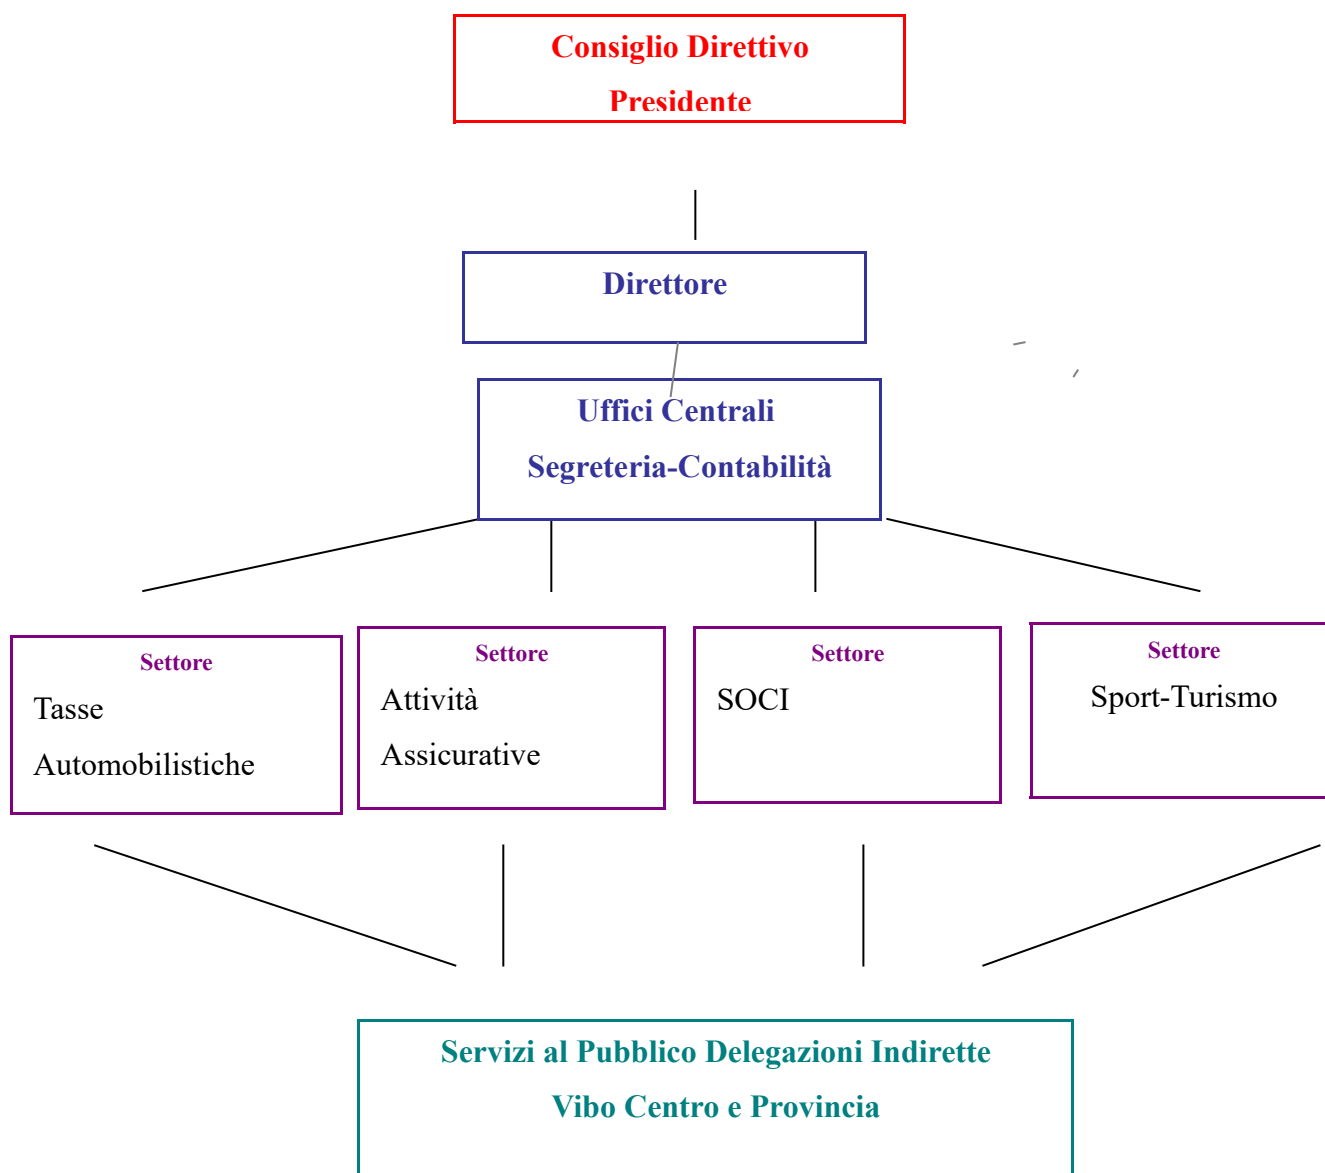 Consiglio Direttivo
Presidente
Direttore
Uffici Centrali
Segreteria-Contabilità
Settore
Tasse
Automobilistiche
Settore
Attività
Assicurative
Settore
SOCI
Settore
Sport-Turismo
Servizi al Pubblico Delegazioni Indirette
Vibo Centro e Provincia